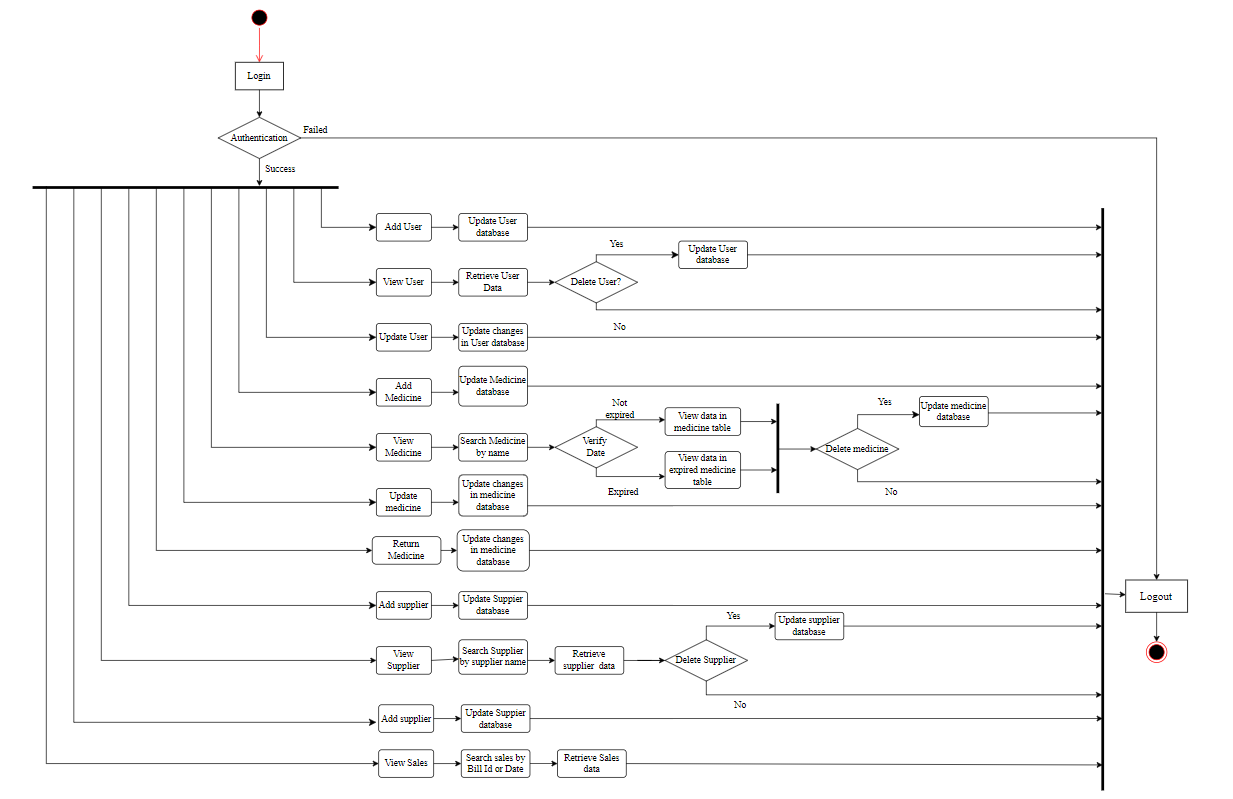 Login
Authentication
Failed
Success
Add User
Update User
database
Yes
Update User
database
View User
Retrieve User
Data
Delete User?
No
Update User
Update changes
in User database
Add
Medicine
Update Medicine
database
Not
expired
View data in
medicine table
Yes
Update medicine
database
View
Medicine
Search Medicine
by name
Verify
Date
Delete medicine
View data in
expired medicine
table
Expired
No
Update
medicine
Update changes
in medicine
database
Return
Medicine
Update changes
in medicine
database
Add supplier
Update Suppier
database
Logout
Yes
Update supplier
database
View
Supplier
Search Supplier
by supplier name
Retrieve
supplier data
Delete Supplier
No
Add supplier
Update Suppier
database
View Sales
Search sales by
Bill Id or Date
Retrieve Sales
data